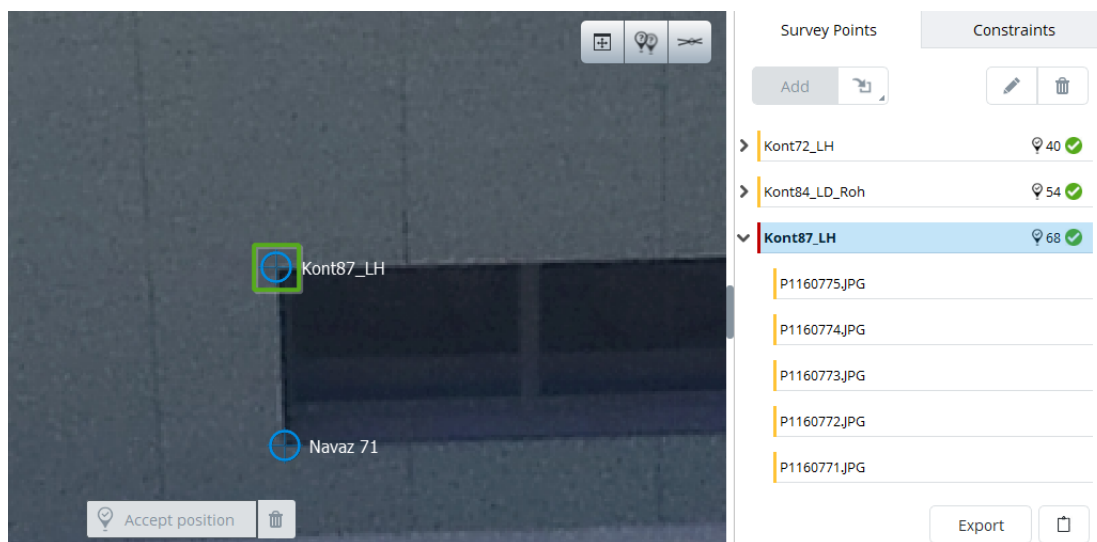 Survey Points
Constraints
Add
Kont72_LH 40
Kont84_LD_Roh 54
Kont87_LH 68
P1160775.JPG
P1160774.JPG
P1160773.JPG
P1160772.JPG
P1160771.JPG
Export
Kont87_LH
Navaz 71
Accept position